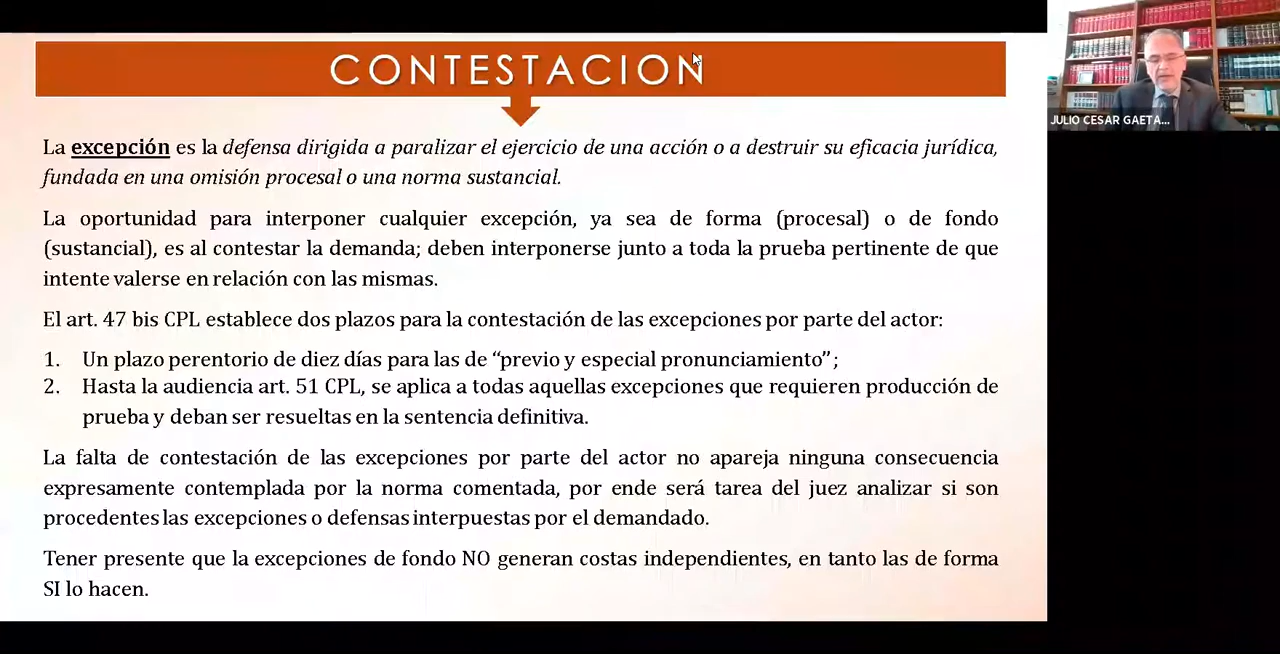 CONTESTACION
JULIO CESAR GAETA...
La excepción es la defensa dirigida a paralizar el ejercicio de una acción o a destruir su eficacia jurídica,
fundada en una omisión procesal o una norma sustancial.
La oportunidad para interponer cualquier excepción, ya sea de forma (procesal) o de fondo
(sustancial), es al contestar la demanda; deben interponerse junto a toda la prueba pertinente de que
intente valerse en relación con las mismas.
El art. 47 bis CPL establece dos plazos para la contestación de las excepciones por parte del actor:
1. Un plazo perentorio de diez días para las de “previo y especial pronunciamiento”;
2. Hasta la audiencia art. 51 CPL, se aplica a todas aquellas excepciones que requieren producción de
prueba y deban ser resueltas en la sentencia definitiva.
La falta de contestación de las excepciones por parte del actor no apareja ninguna consecuencia
expresamente contemplada por la norma comentada, por ende será tarea del juez analizar si son
procedentes las excepciones o defensas interpuestas por el demandado.
Tener presente que la excepciones de fondo NO generan costas independientes, en tanto las de forma
SI lo hacen.